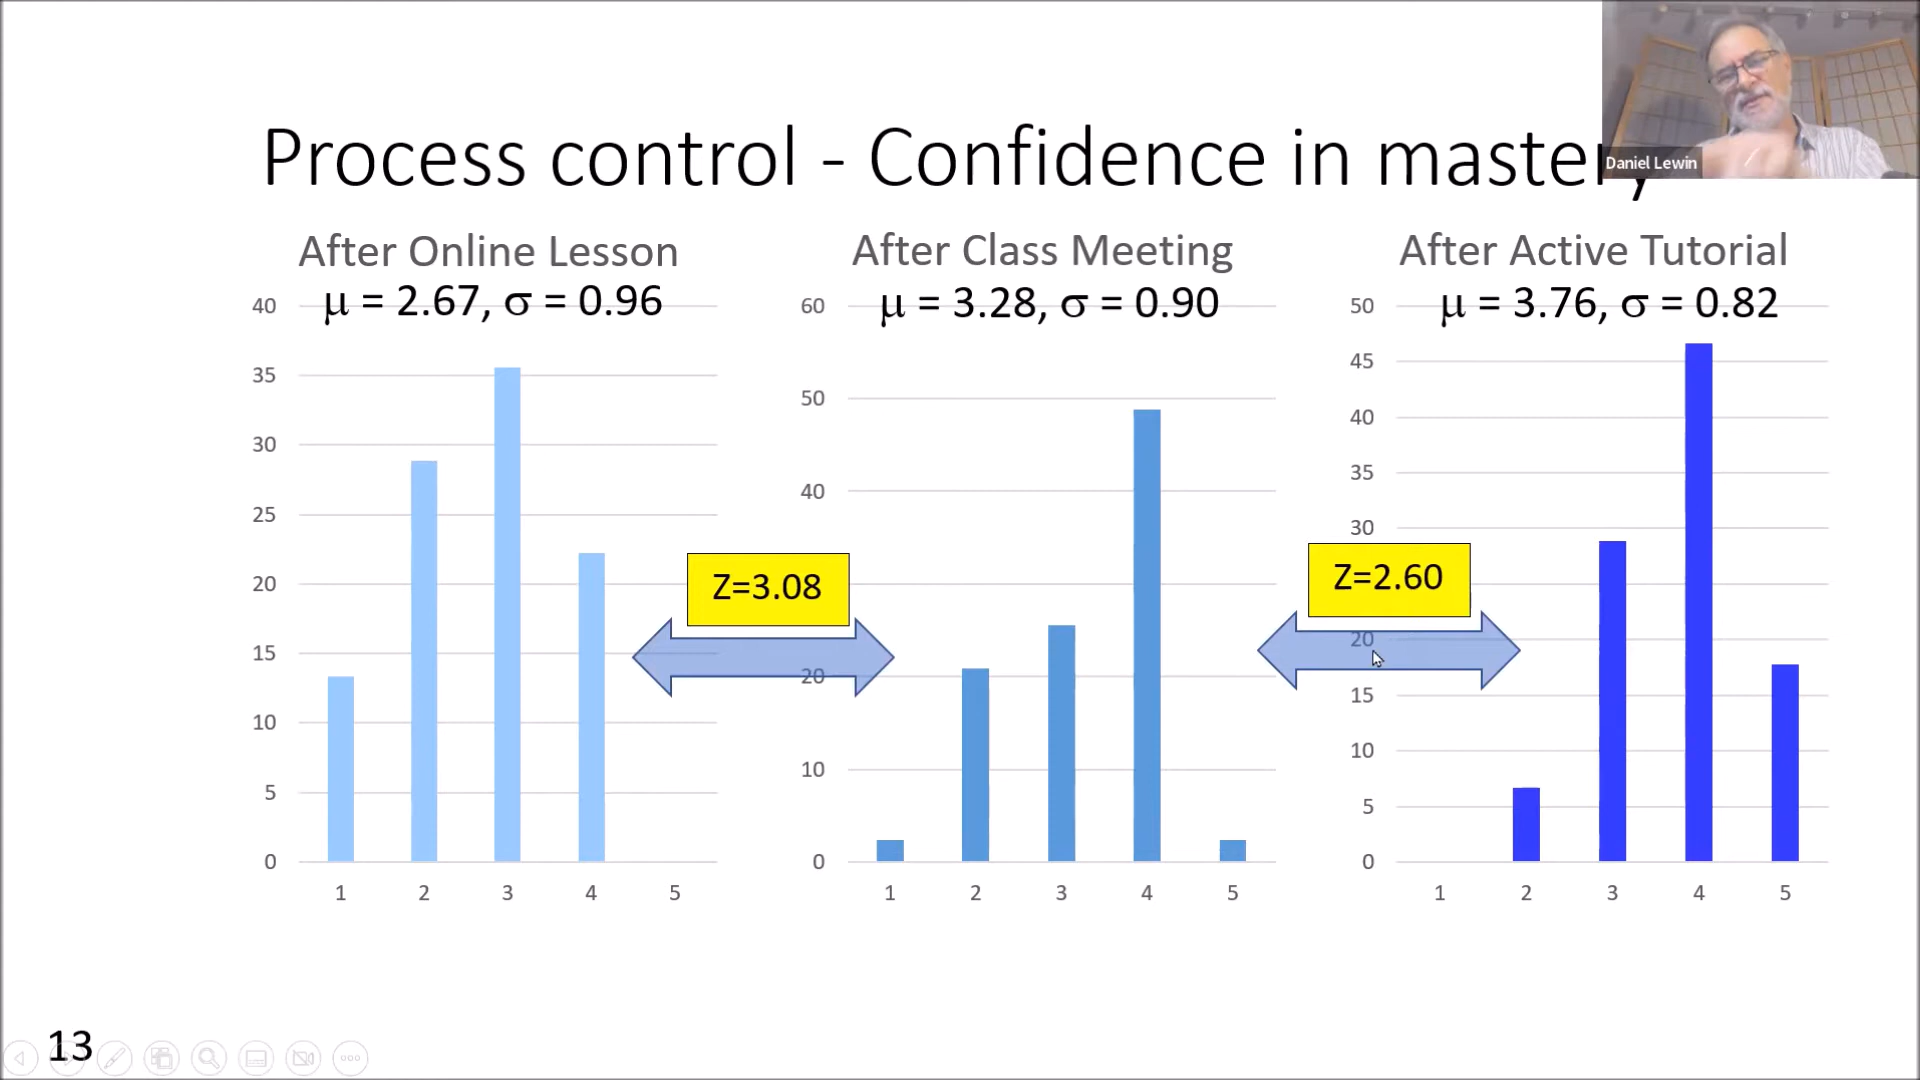 Process control - Confidence in mastery
Daniel Lewin
After Online Lesson
μ = 2.67, σ = 0.96
40
35
30
25
20
15
10
5
0
1 2 3 4 5
Z=3.08
After Class Meeting
μ = 3.28, σ = 0.90
60
50
40
20
10
0
1 2 3 4 5
Z=2.60
After Active Tutorial
μ = 3.76, σ = 0.82
50
45
40
35
30
20
15
10
5
0
1 2 3 4 5
13